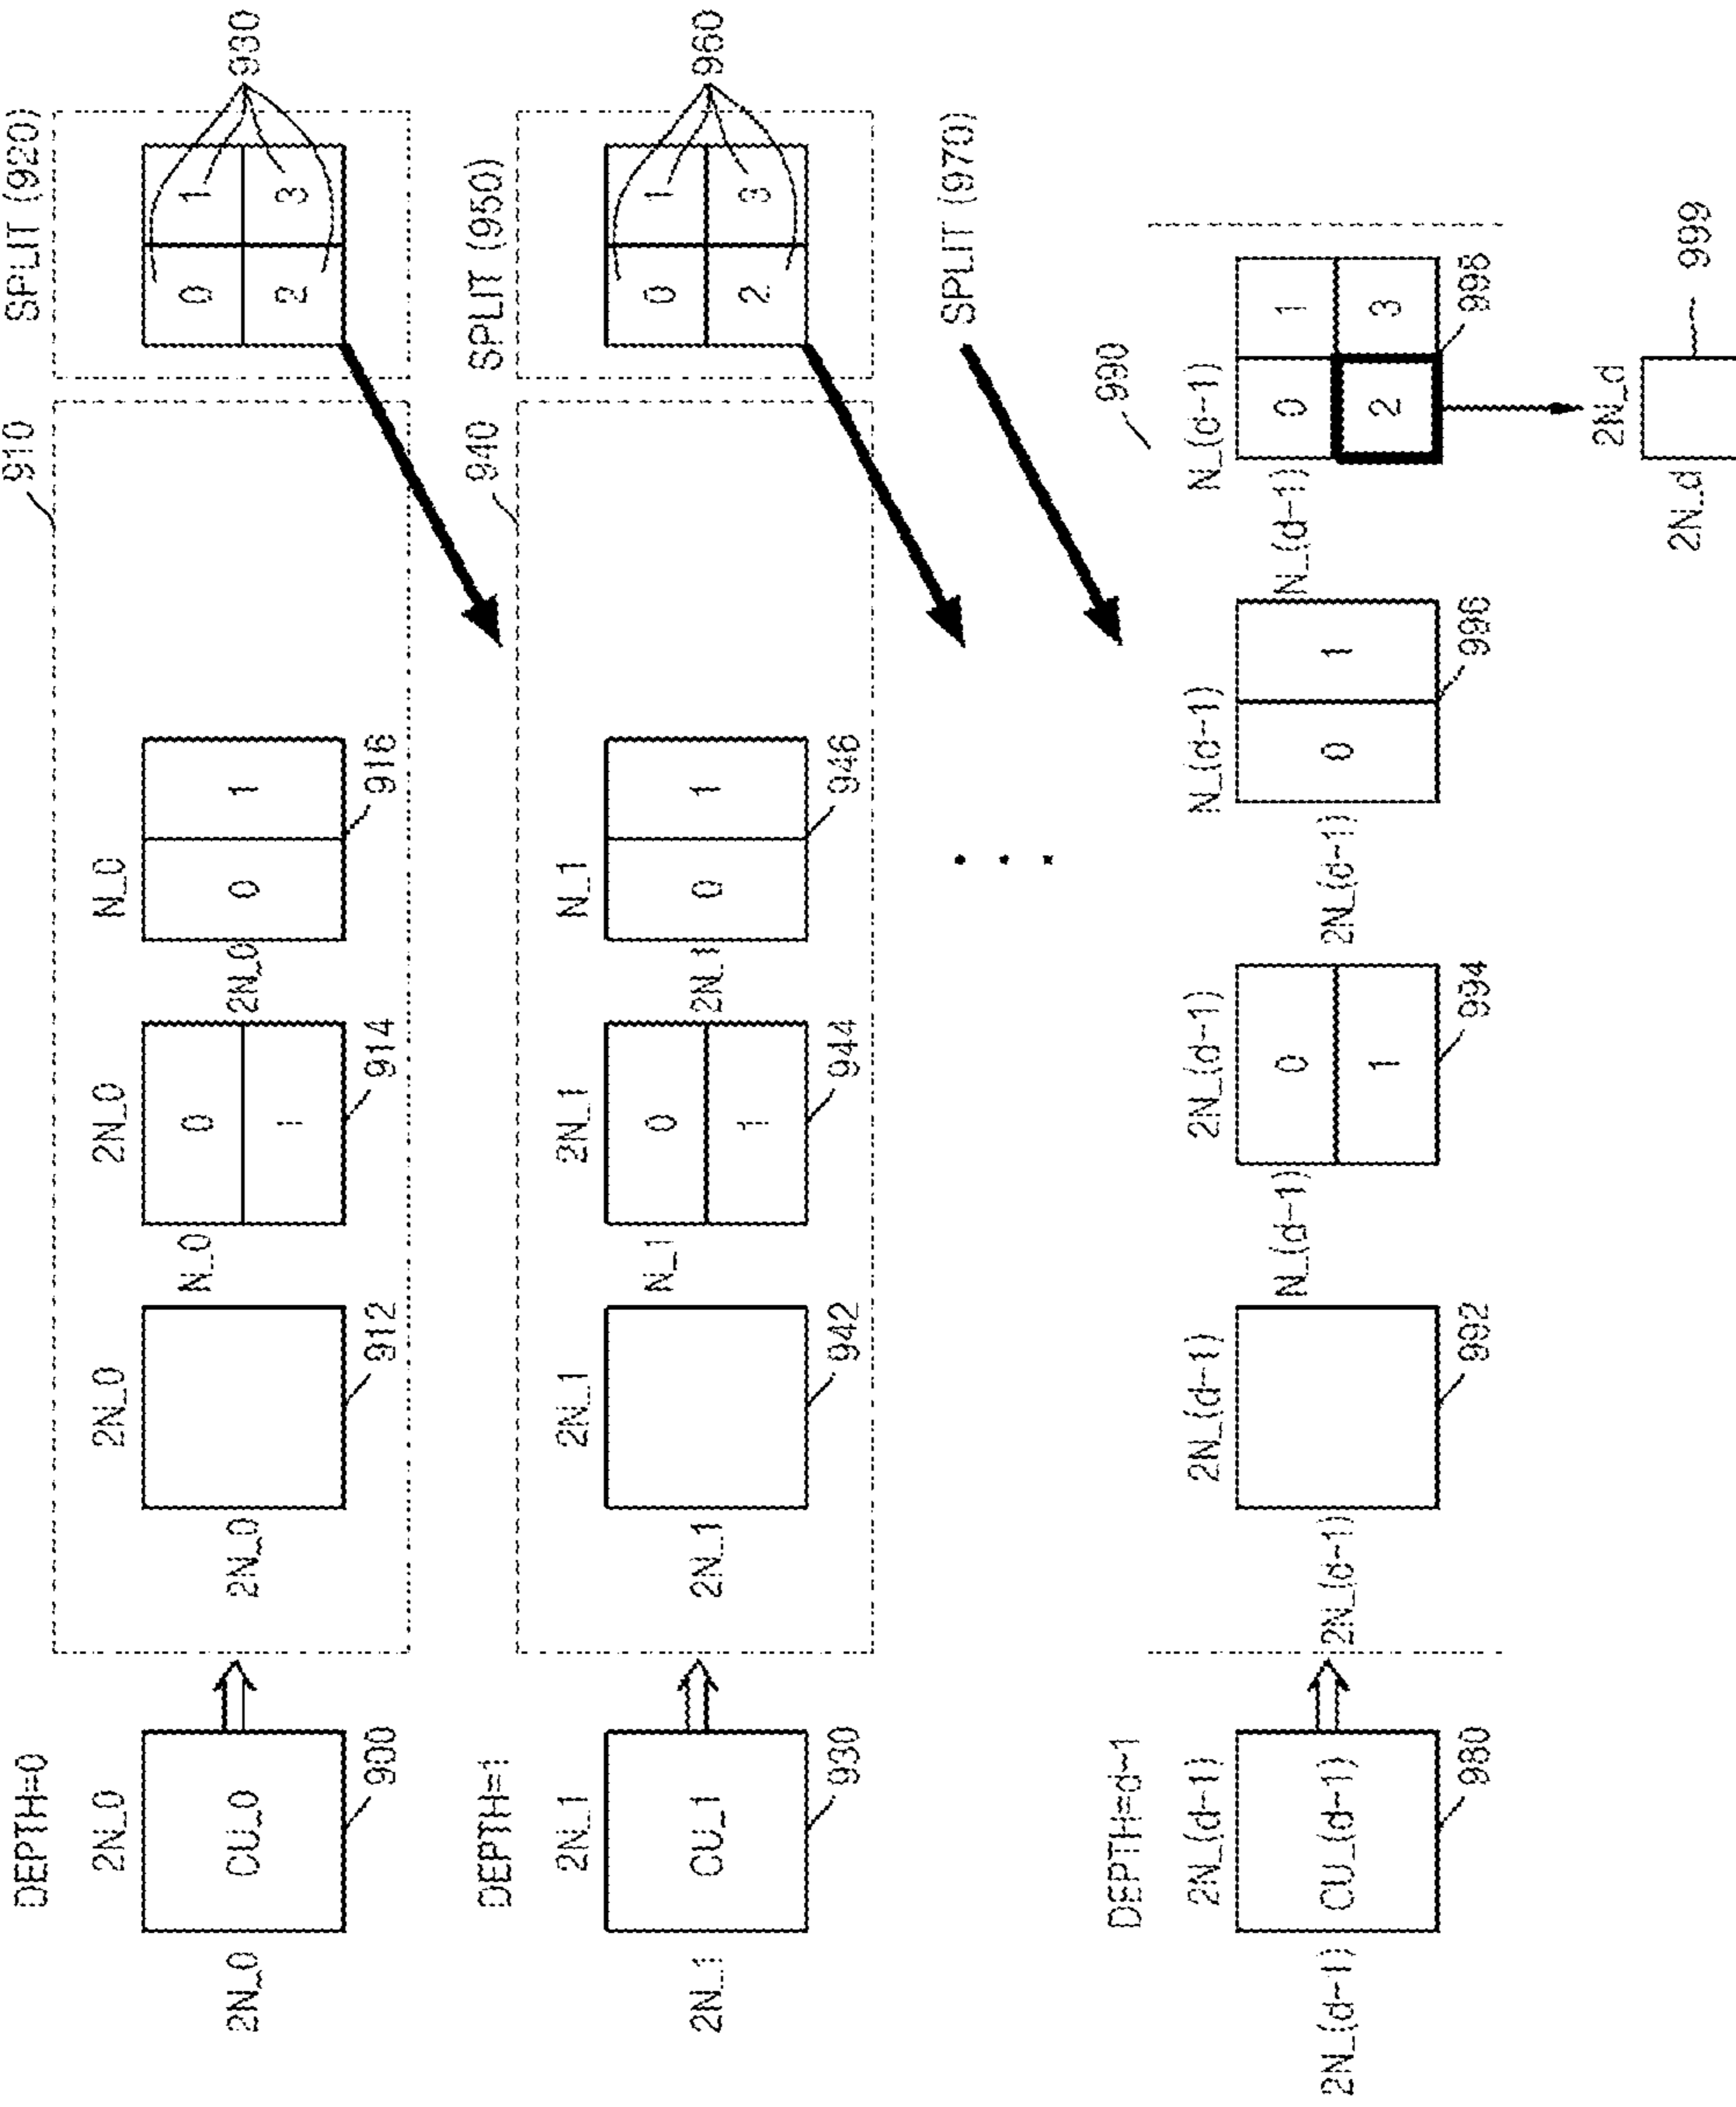 DEPTH=0
2N_0
2N_0
CU_0
900
910
2N_0
2N_0
912
2N_0
N_0
0
1
914
N_0
2N_0
0
1
916
SPLIT (920)
0
1
2
3
930
DEPTH=1
2N_1
2N_1
CU_1
930
940
2N_1
2N_1
942
2N_1
N_1
0
1
944
N_1
2N_1
0
1
946
SPLIT (950)
0
1
2
3
960
SPLIT (970)
DEPTH=d-1
2N_(d-1)
2N_(d-1)
CU_(d-1)
980
990
2N_(d-1)
2N_(d-1)
992
2N_(d-1)
N_(d-1)
0
1
994
N_(d-1)
2N_(d-1)
0
1
996
N_(d-1)
N_(d-1)
0
1
2
3
998
2N_d
2N_d
999